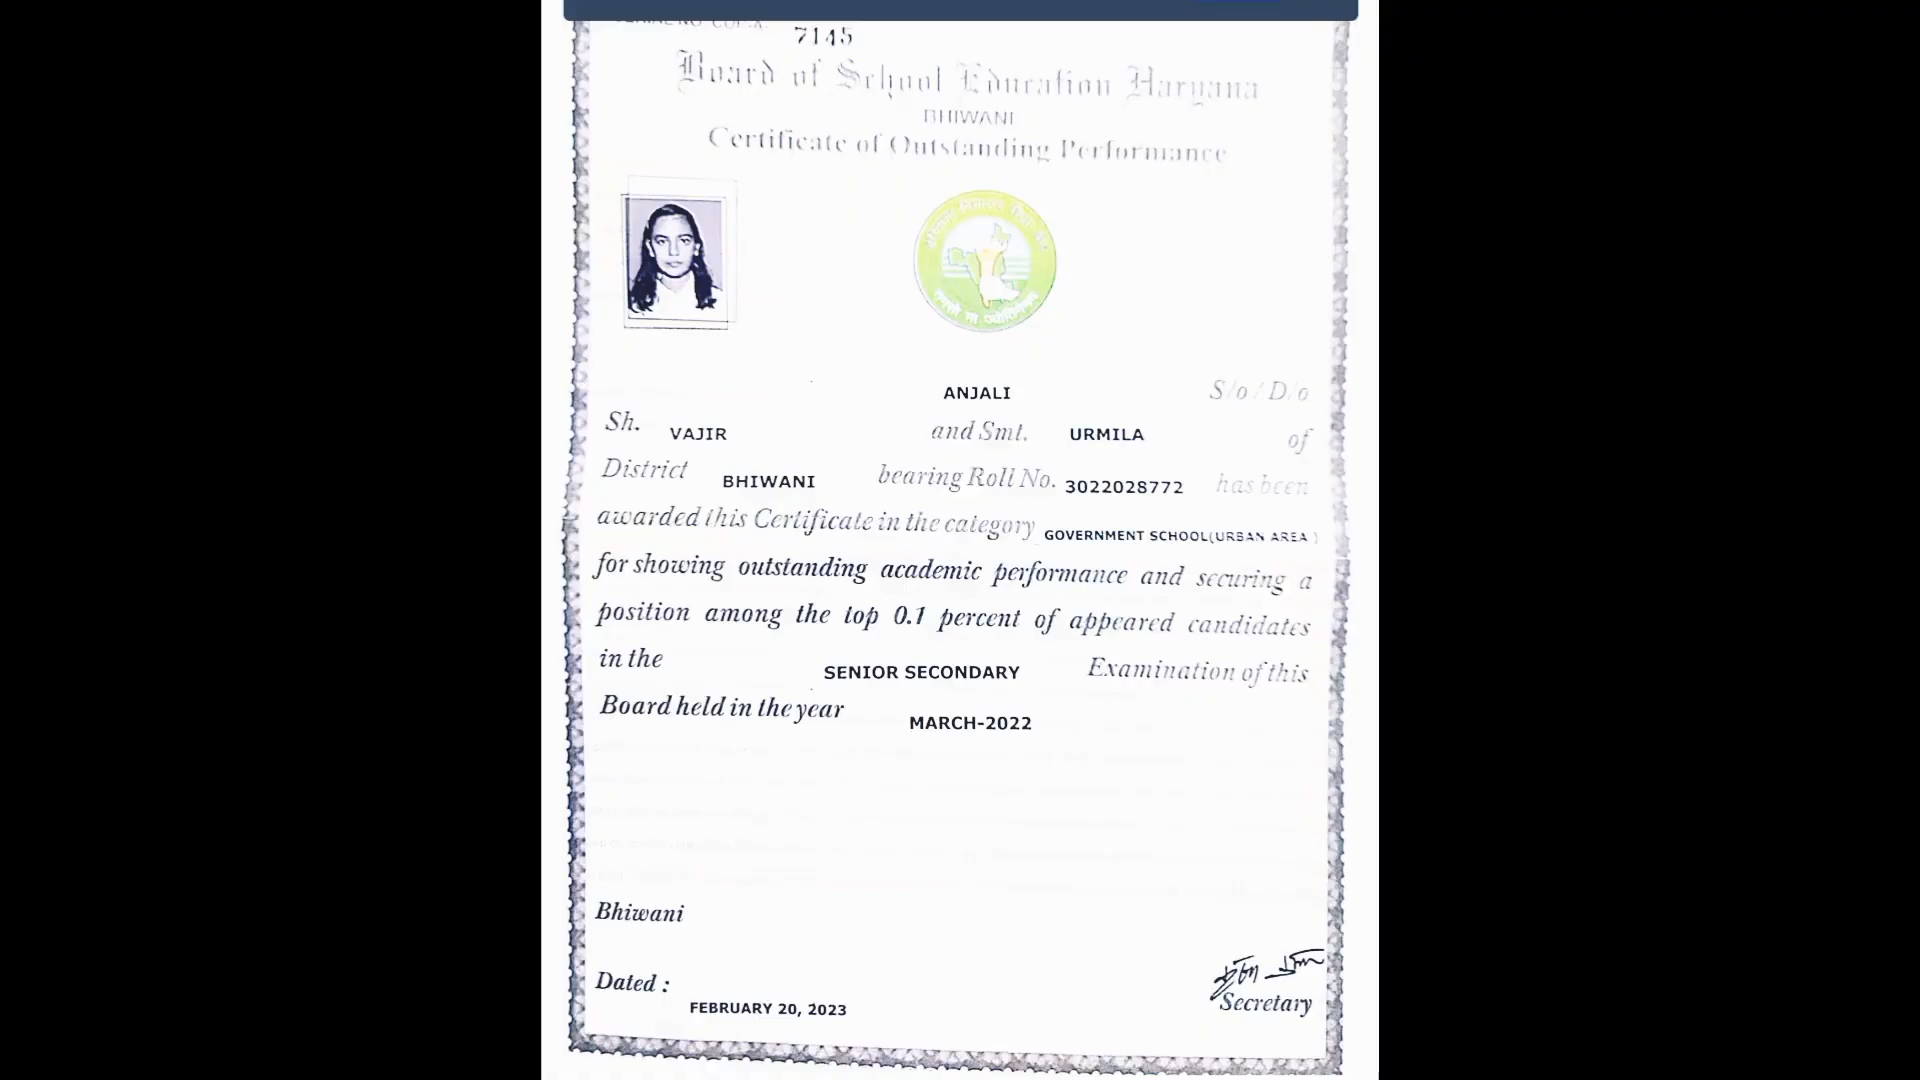 7145
Board of School Education Haryana
BHIWANI
Certificate of Outstanding Performance
ANJALI S/o / D/o
Sh. VAJIR and Smt. URMILA of
District BHIWANI bearing Roll No. 3022028772 has been
awarded this Certificate in the category GOVERNMENT SCHOOL(URBAN AREA )
for showing outstanding academic performance and securing a
position among the top 0.1 percent of appeared candidates
in the SENIOR SECONDARY Examination of this
Board held in the year MARCH-2022
Bhiwani
Dated :
FEBRUARY 20, 2023
Secretary